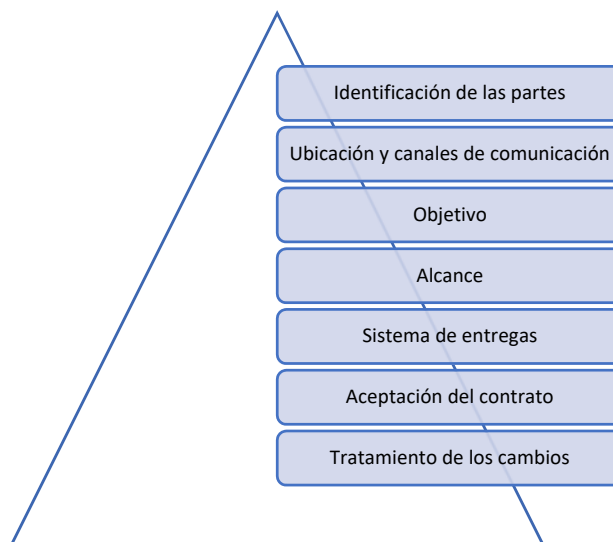 Identificación de las partes
Ubicación y canales de comunicación
Objetivo
Alcance
Sistema de entregas
Aceptación del contrato
Tratamiento de los cambios